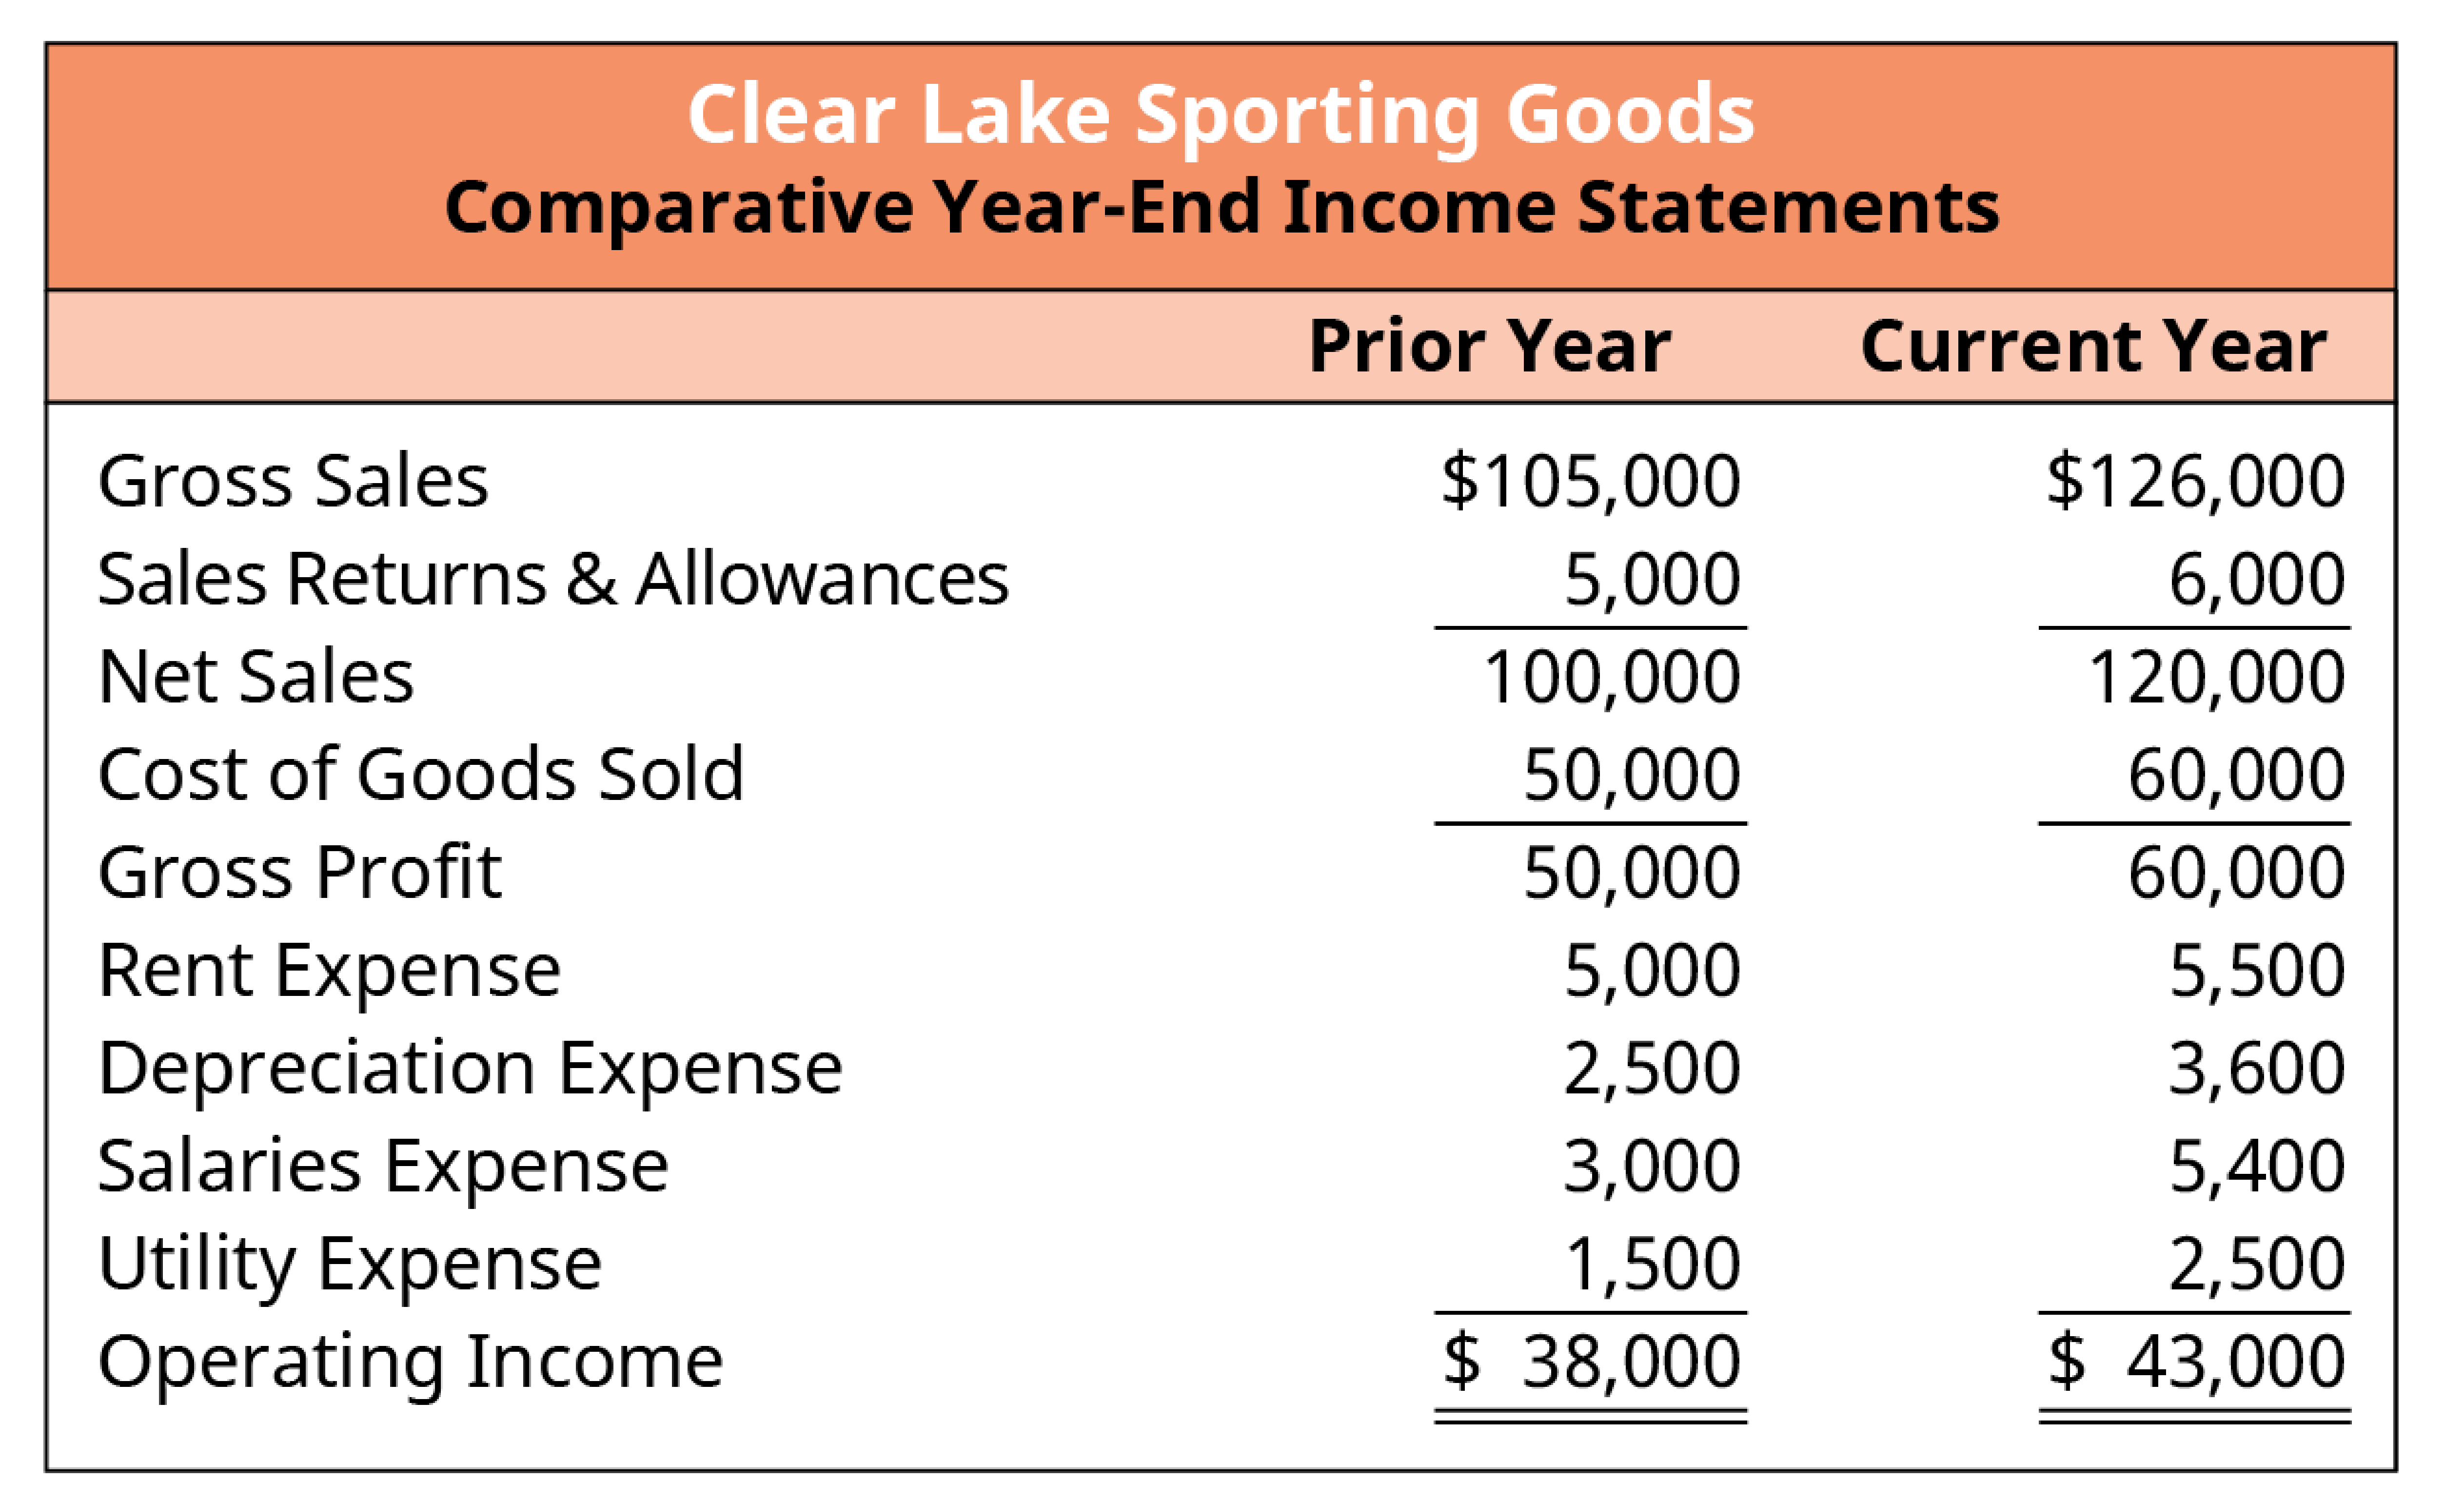 Clear Lake Sporting Goods
Comparative Year-End Income Statements
Prior Year Current Year
Gross Sales $105,000 $126,000
Sales Returns & Allowances 5,000 6,000
Net Sales 100,000 120,000
Cost of Goods Sold 50,000 60,000
Gross Profit 50,000 60,000
Rent Expense 5,000 5,500
Depreciation Expense 2,500 3,600
Salaries Expense 3,000 5,400
Utility Expense 1,500 2,500
Operating Income $ 38,000 $ 43,000